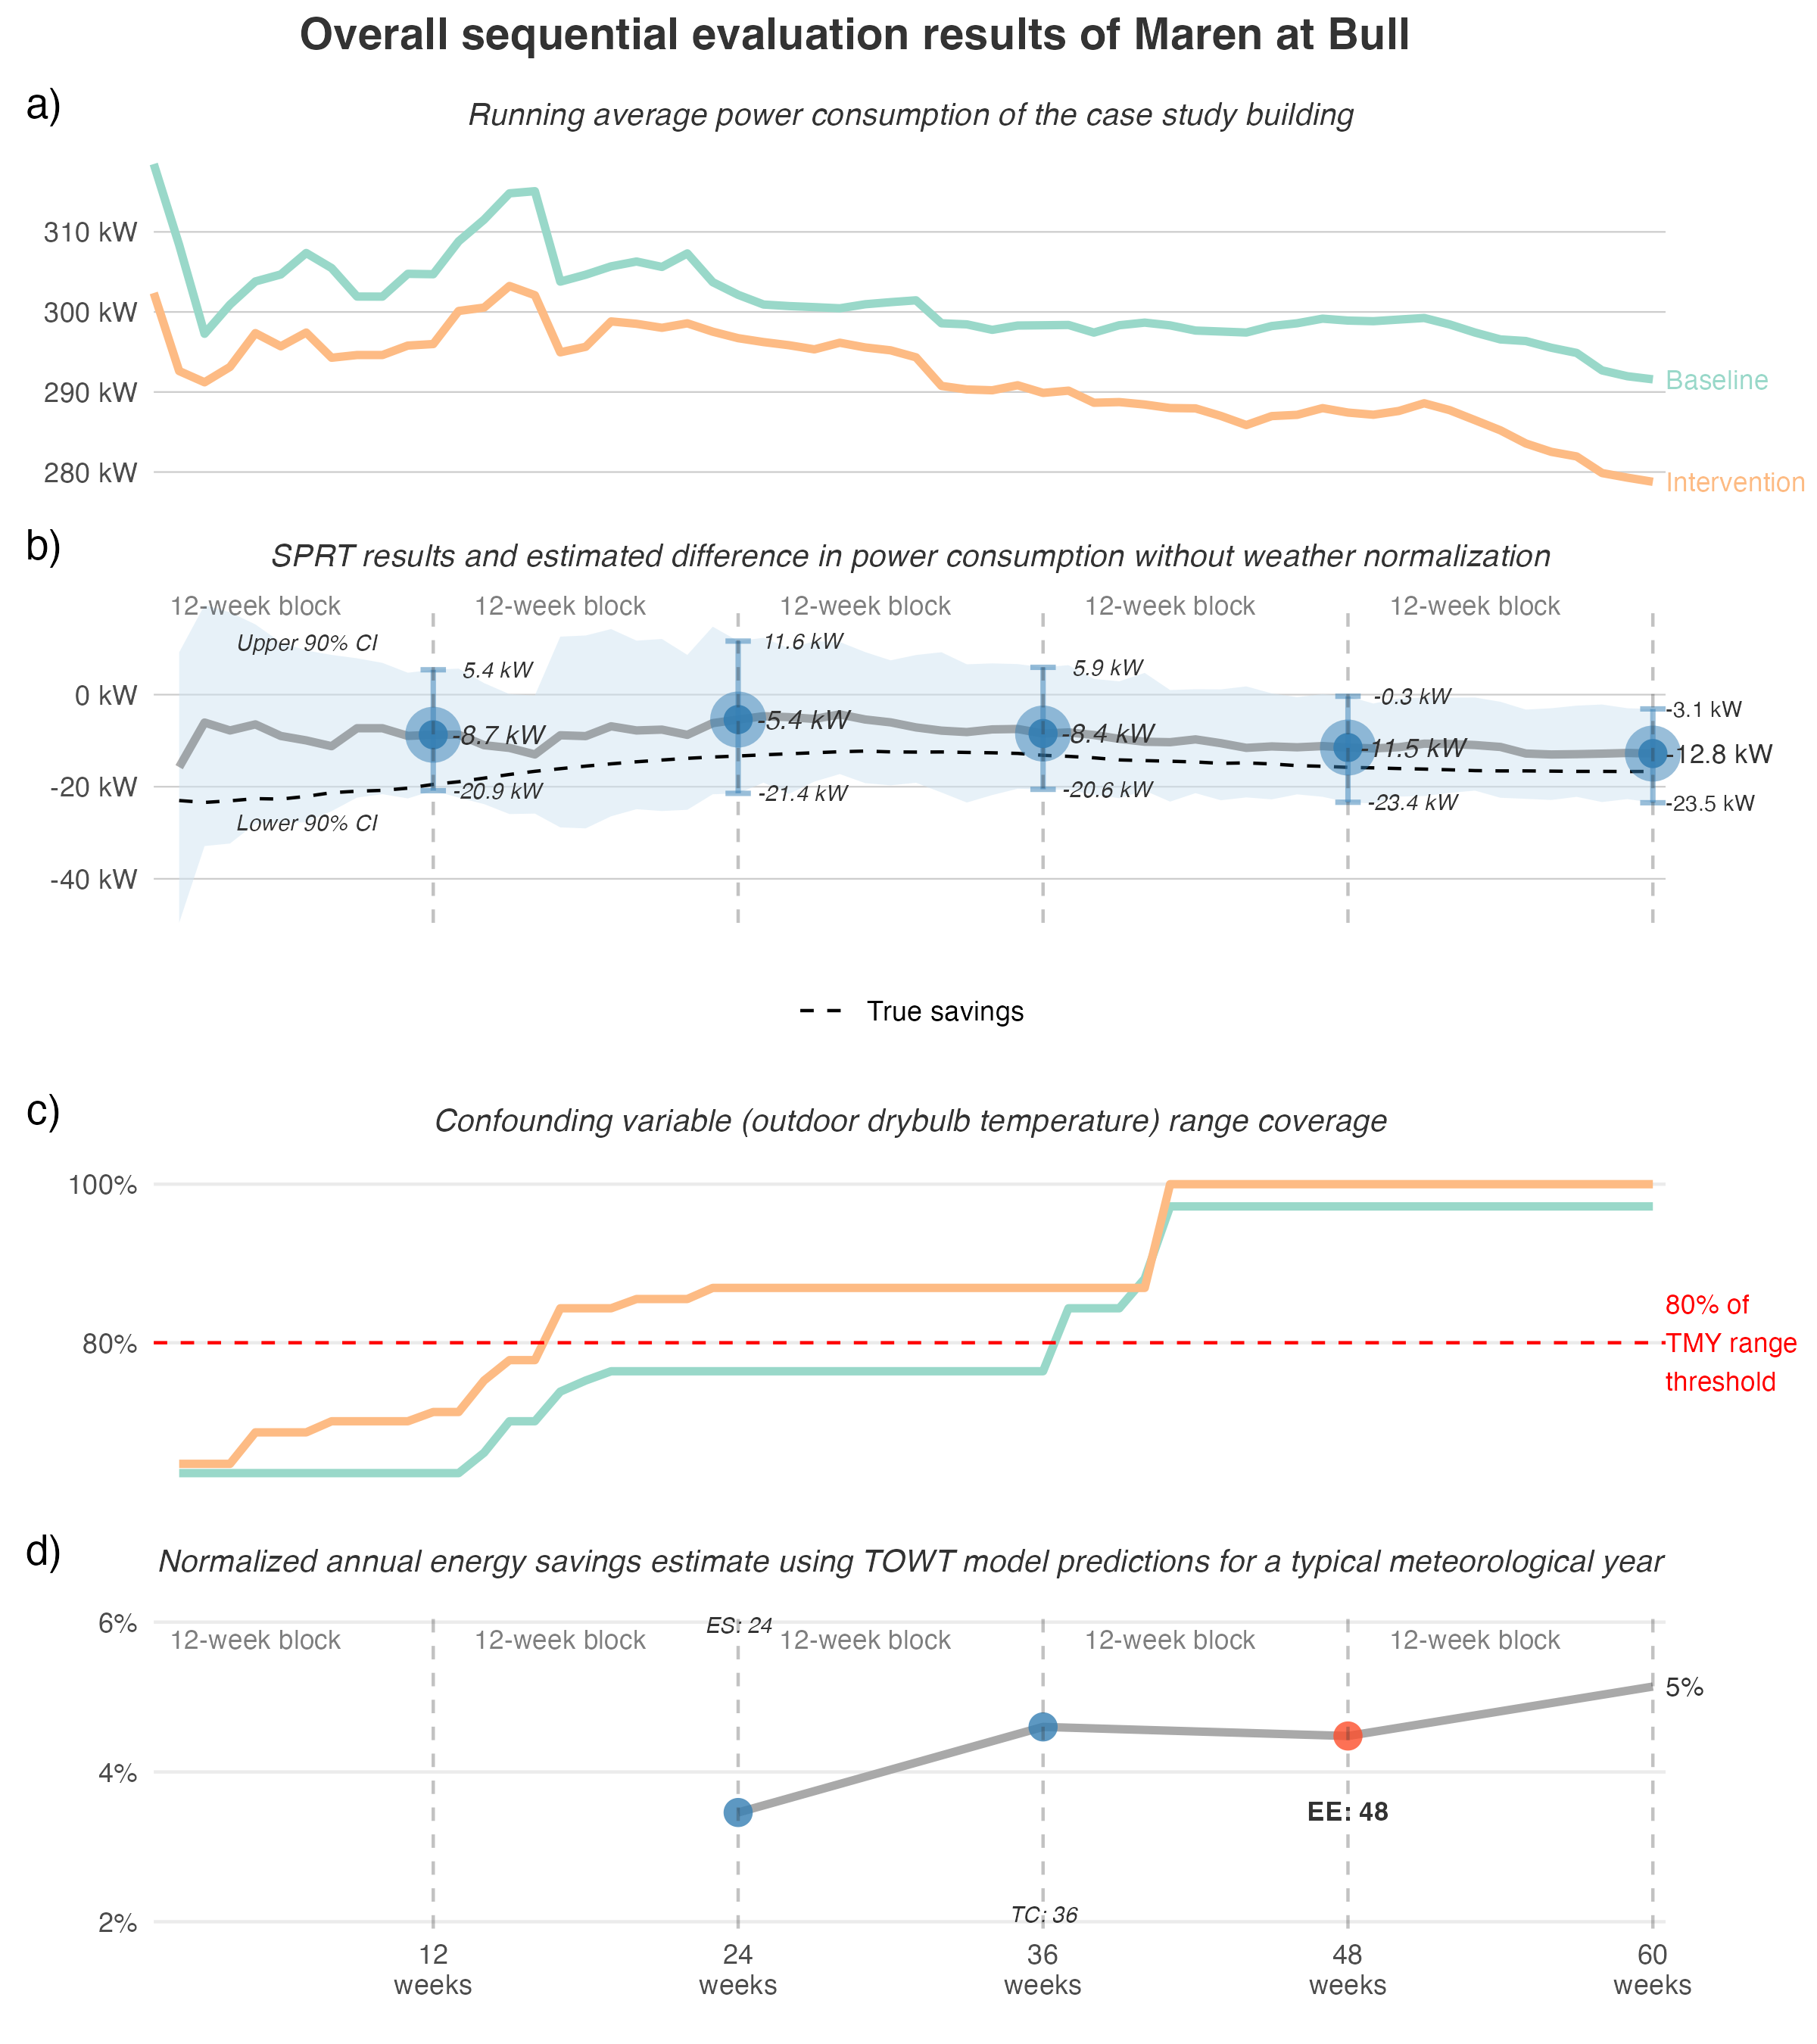 Overall sequential evaluation results of Maren at Bull
a)
Running average power consumption of the case study building
310 kW
300 kW
290 kW
280 kW
Baseline
Intervention
b)
SPRT results and estimated difference in power consumption without weather normalization
12-week block 12-week block 12-week block 12-week block 12-week block
Upper 90% CI
5.4 kW
11.6 kW
5.9 kW
-0.3 kW
-3.1 kW
0 kW
-20 kW
-40 kW
-8.7 kW
-5.4 kW
-8.4 kW
-11.5 kW
-12.8 kW
-20.9 kW
-21.4 kW
-20.6 kW
-23.4 kW
-23.5 kW
Lower 90% CI
True savings
c)
Confounding variable (outdoor drybulb temperature) range coverage
100%
80%
80% of
TMY range
threshold
d)
Normalized annual energy savings estimate using TOWT model predictions for a typical meteorological year
6%
4%
2%
ES: 24
12-week block 12-week block 12-week block 12-week block 12-week block
5%
EE: 48
TC: 36
12
weeks
24
weeks
36
weeks
48
weeks
60
weeks